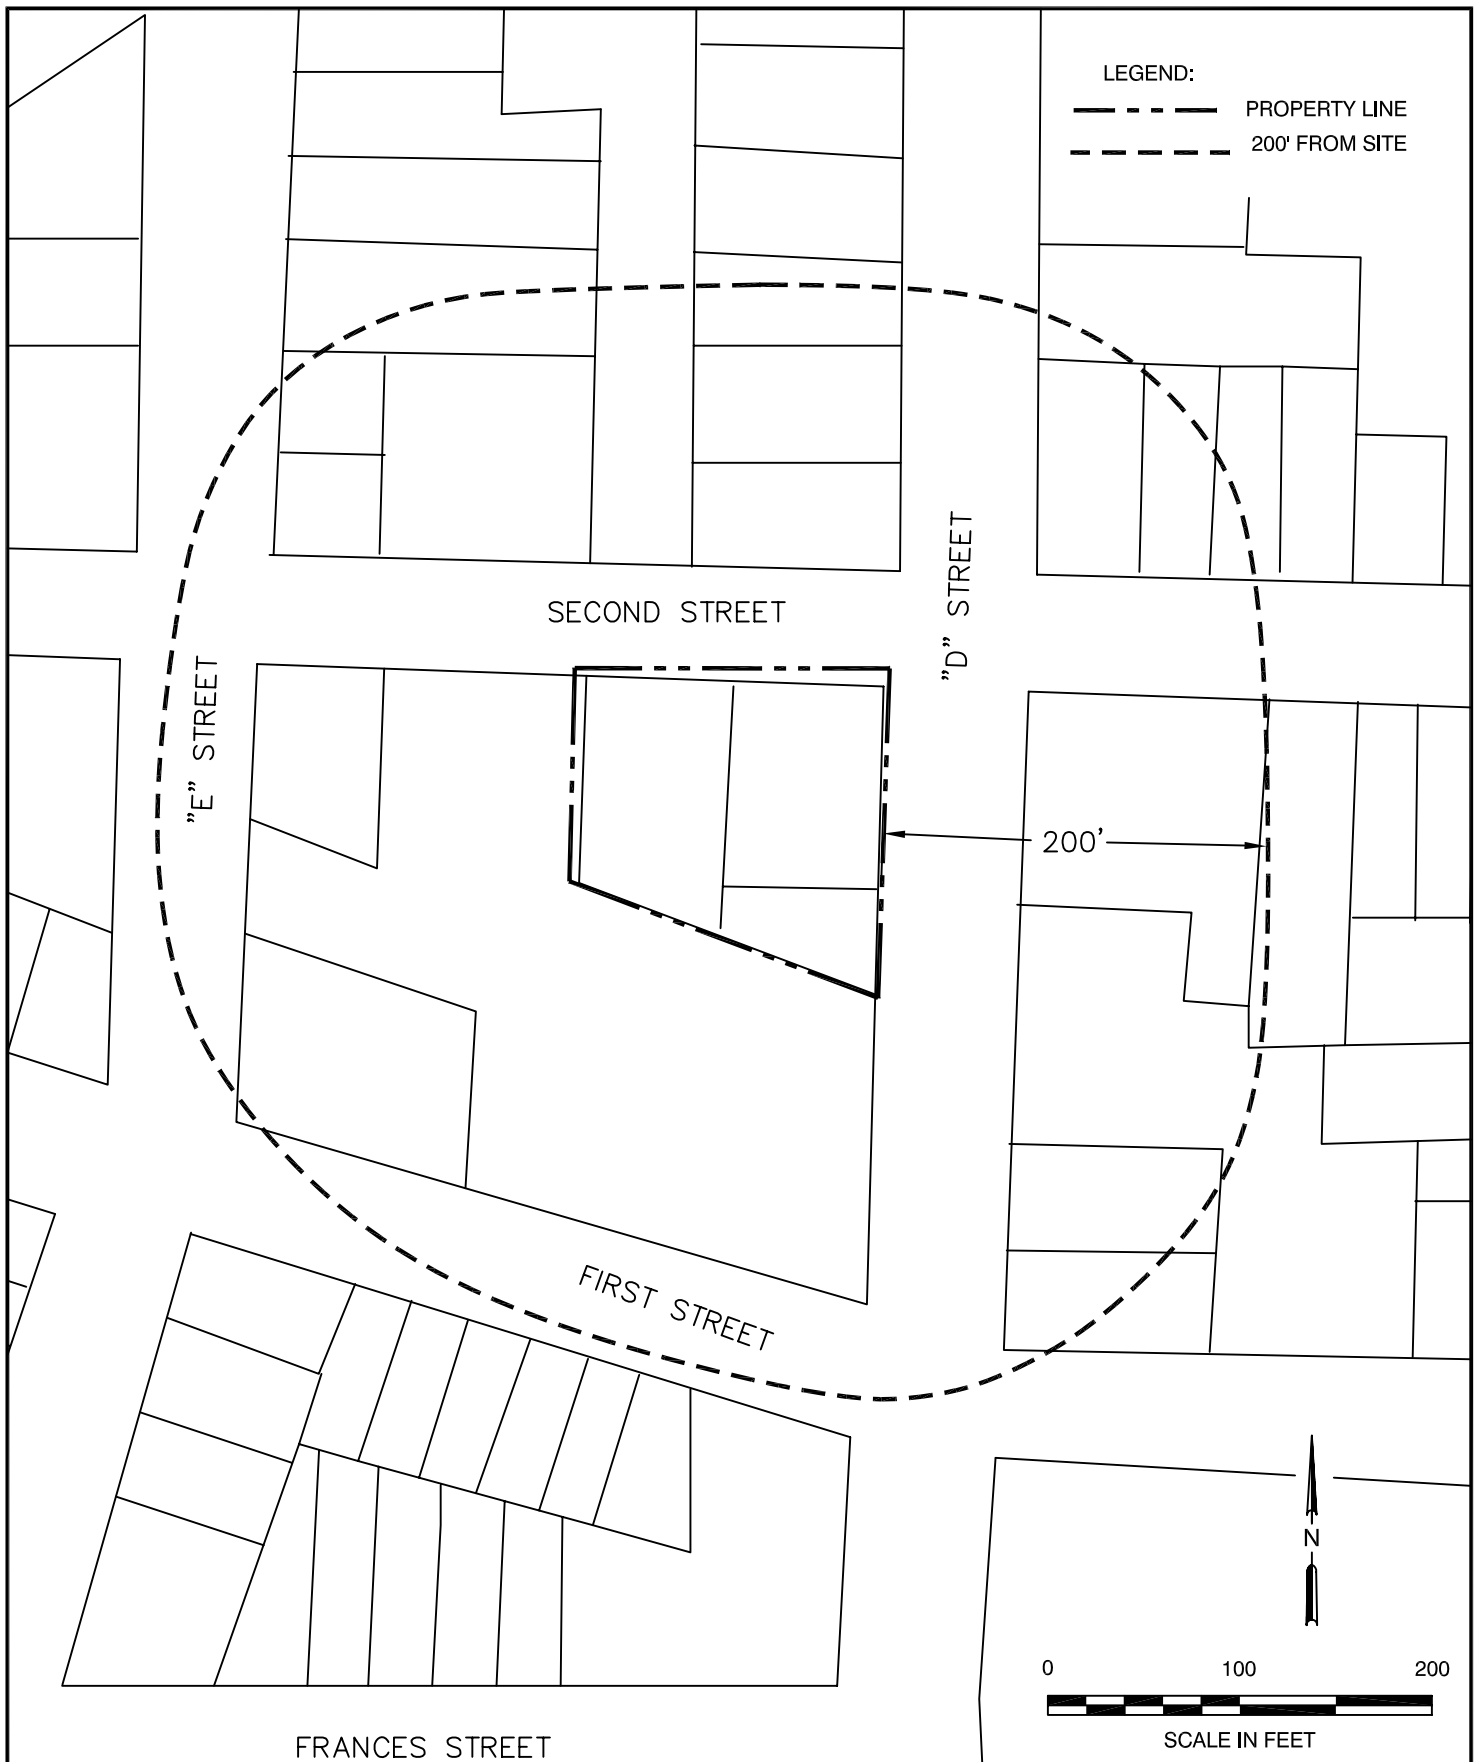 LEGEND:
PROPERTY LINE
200' FROM SITE
SECOND STREET
"D" STREET
"E" STREET
200'
FIRST STREET
N
0 100 200
SCALE IN FEET
FRANCES STREET